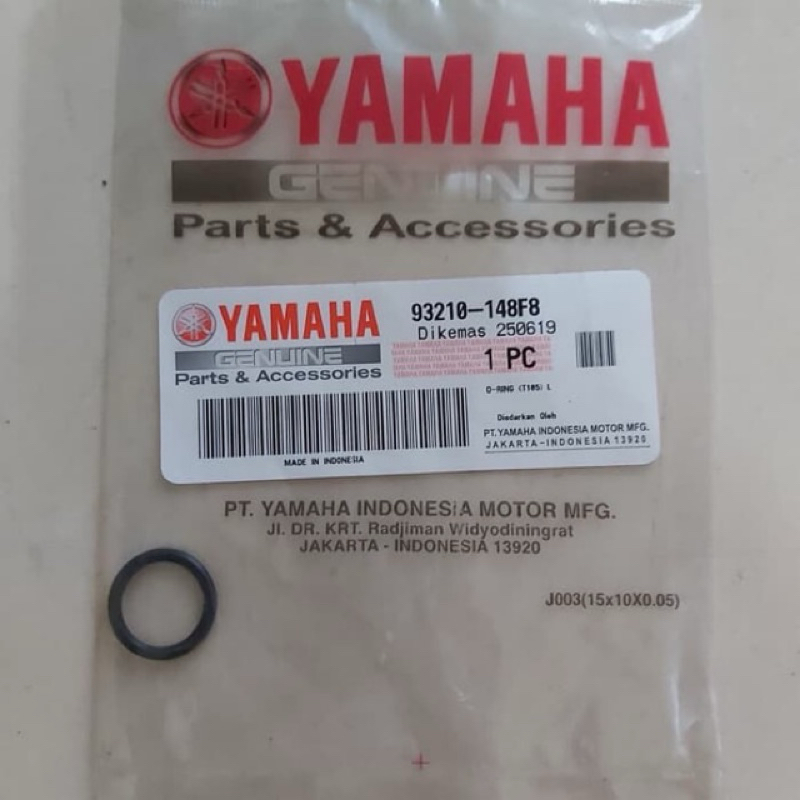 YAMAHA
GENUINE
Parts & Accessories
YAMAHA
GENUINE
Parts & Accessories
93210-148F8
Dikemas 250619
1 PC
O-RING (T105) L
Diedarkan Oleh
PT.YAMAHA INDONESIA MOTOR MFG.
JAKARTA-INDONESIA 13920
MADE IN INDONESIA
PT. YAMAHA INDONESIA MOTOR MFG.
Jl. DR. KRT. Radjiman Widyodiningrat
JAKARTA - INDONESIA 13920
J003(15x10X0.05)